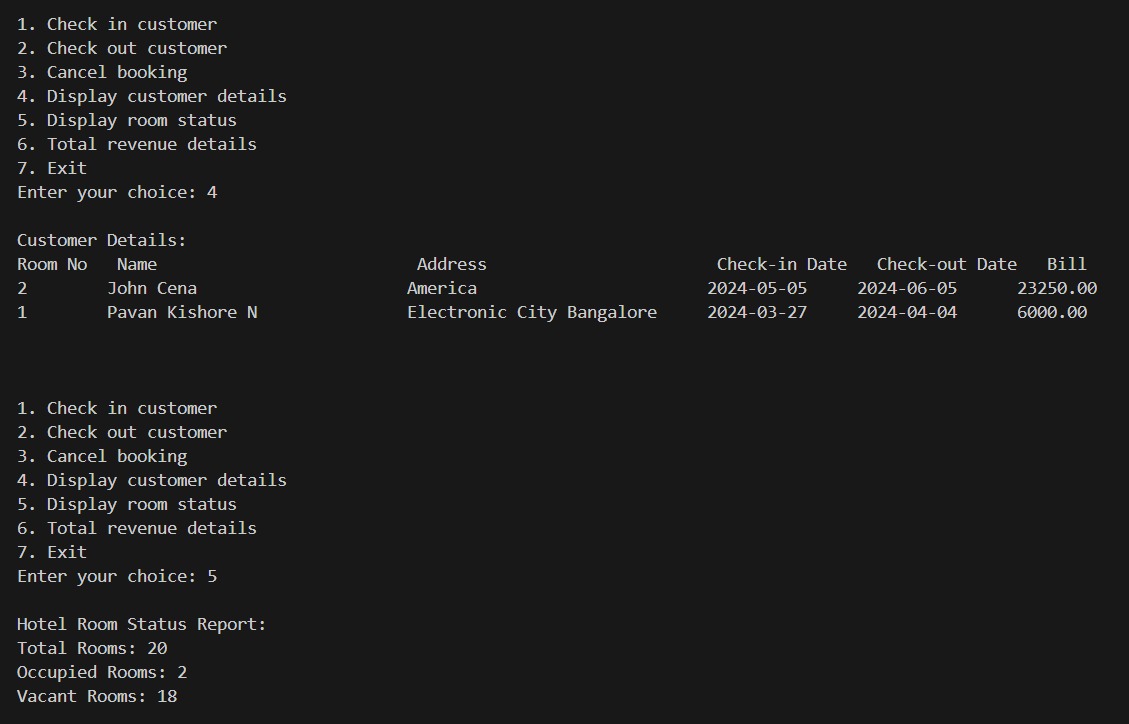 1. Check in customer
2. Check out customer
3. Cancel booking
4. Display customer details
5. Display room status
6. Total revenue details
7. Exit
Enter your choice: 4
Customer Details:
Room No   Name                          Address                       Check-in Date   Check-out Date   Bill
2        John Cena                     America                       2024-05-05     2024-06-05      23250.00
1        Pavan Kishore N               Electronic City Bangalore     2024-03-27     2024-04-04      6000.00
1. Check in customer
2. Check out customer
3. Cancel booking
4. Display customer details
5. Display room status
6. Total revenue details
7. Exit
Enter your choice: 5
Hotel Room Status Report:
Total Rooms: 20
Occupied Rooms: 2
Vacant Rooms: 18